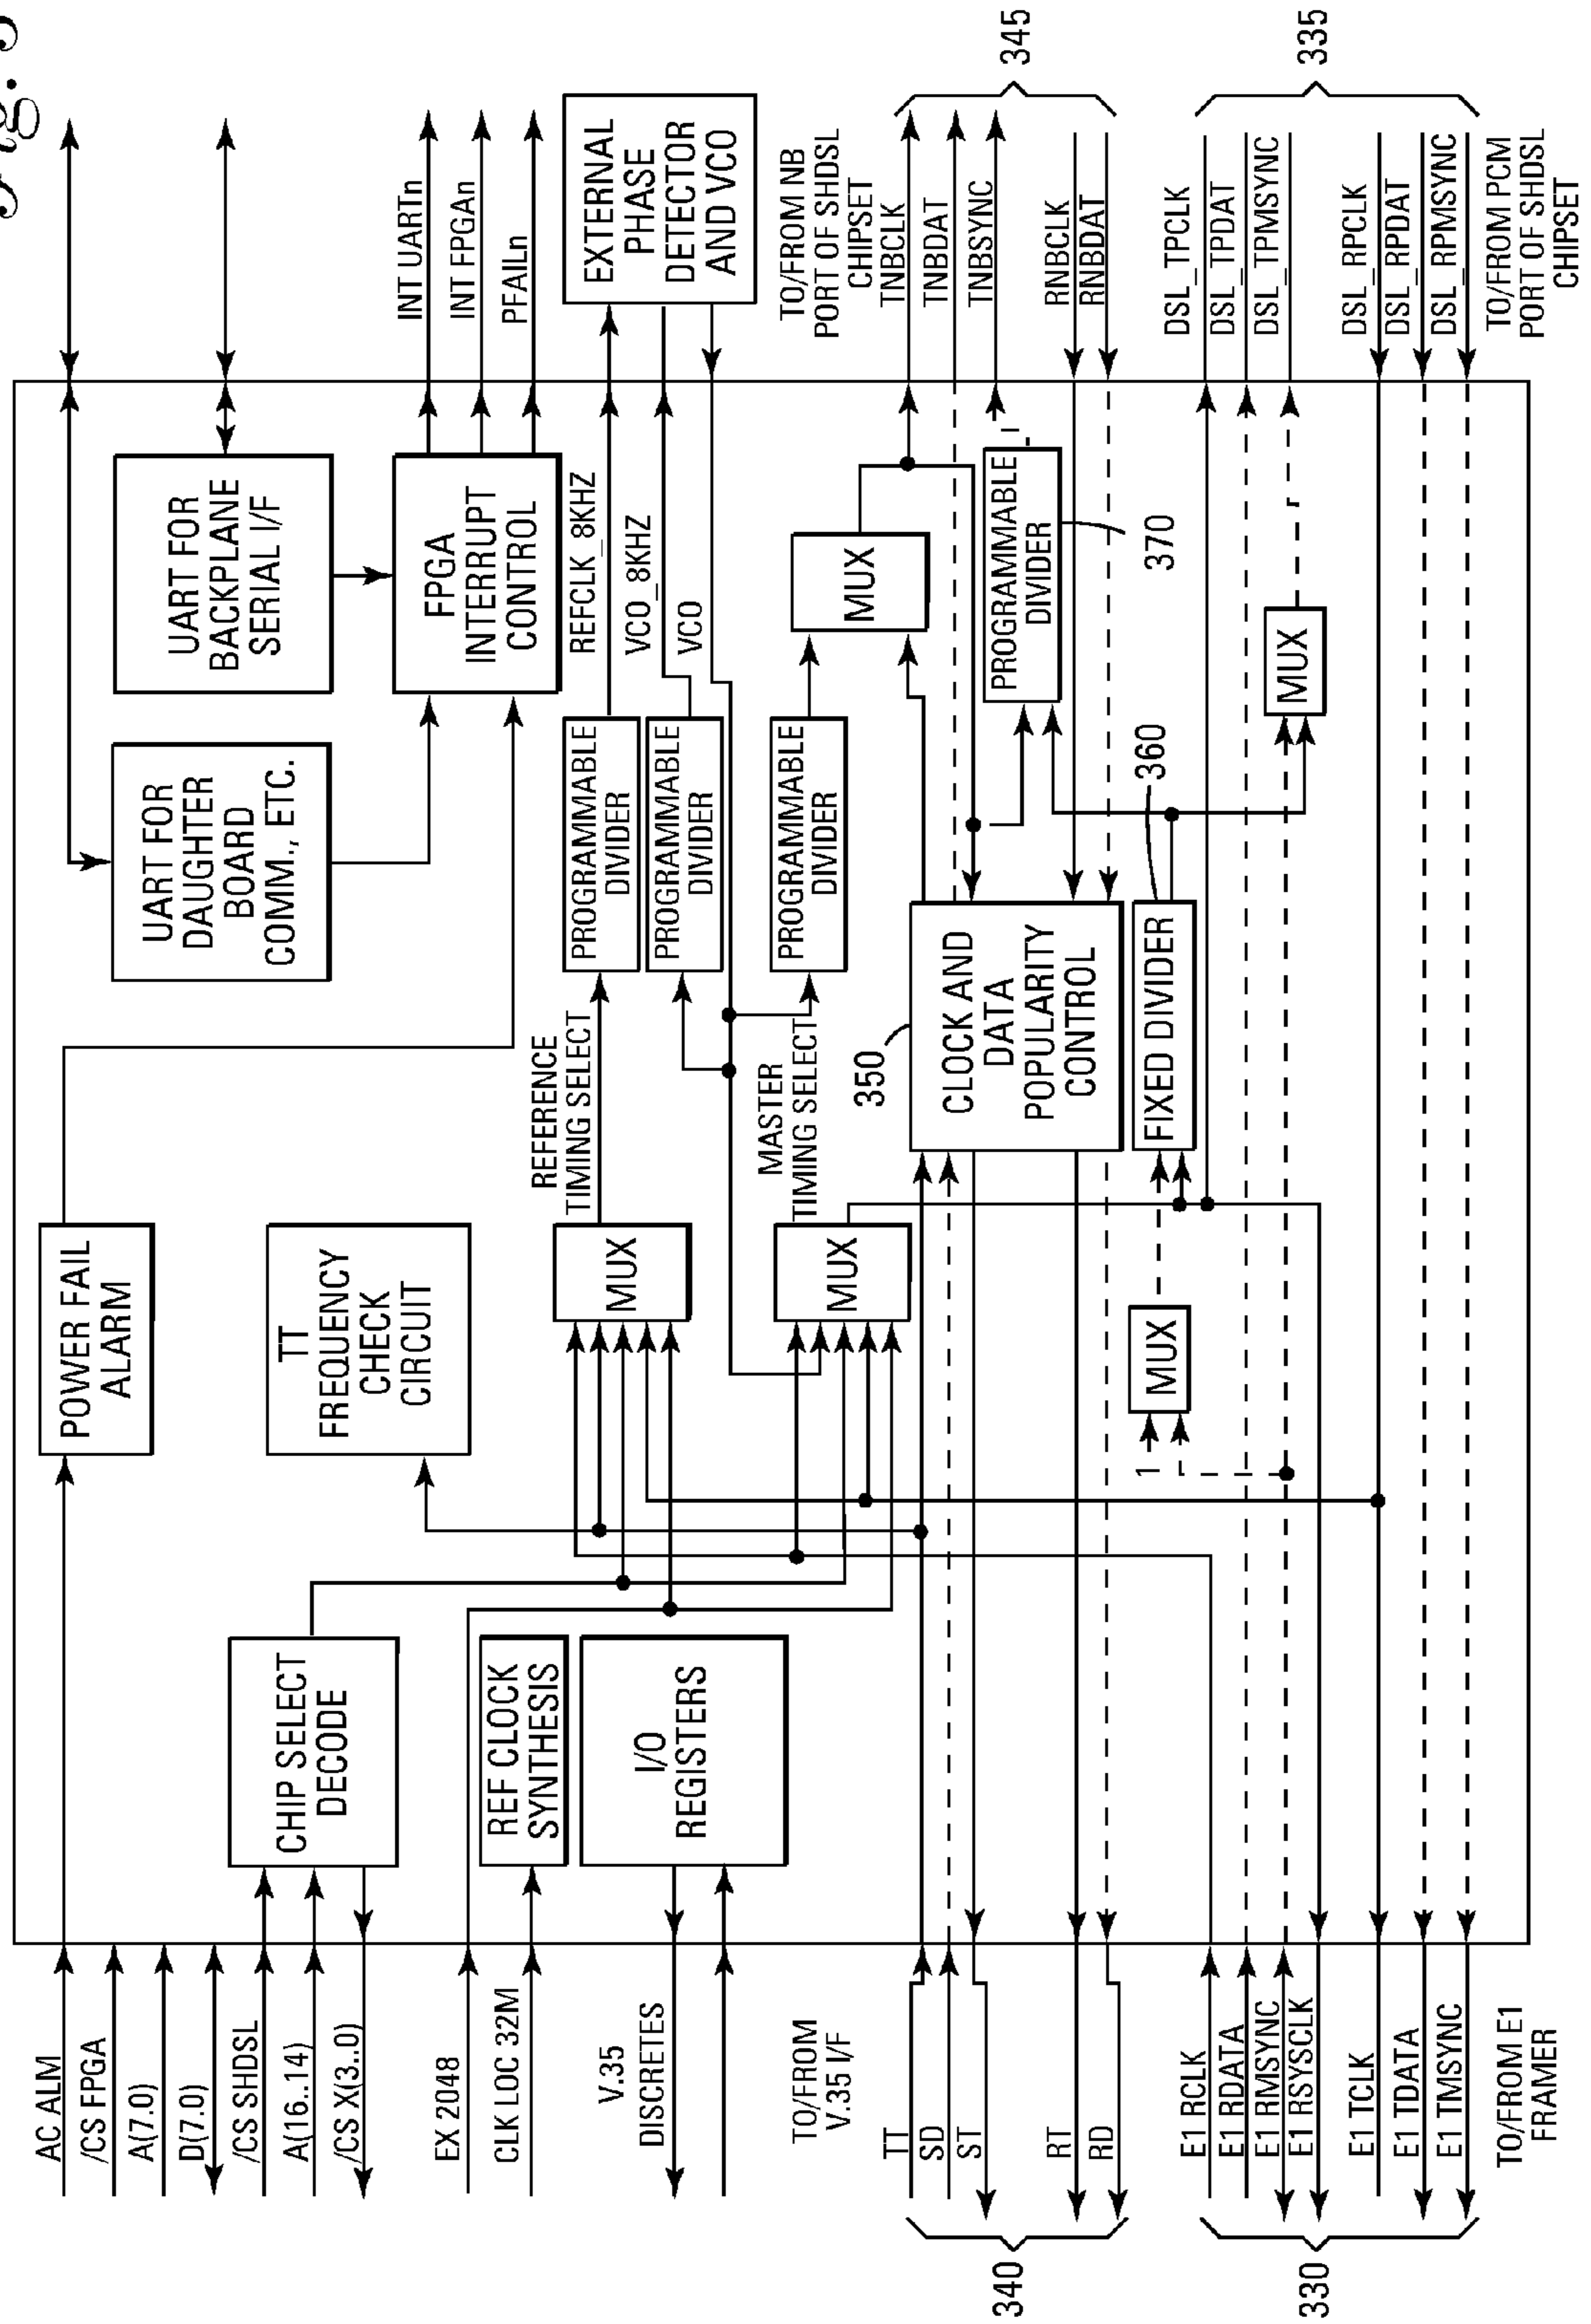 Fig. 3
AC ALM
/CS FPGA
A(7.0)
D(7.0)
/CS SHDSL
A(16..14)
/CS X(3..0)
EX 2048
CLK LOC 32M
V.35
DISCRETES
TO/FROM
V.35 I/F
TT
SD
ST
RT
RD
340
E1 RCLK
E1 RDATA
E1 RMSYNC
E1 RSYSCLK
E1 TCLK
E1 TDATA
E1 TMSYNC
330
TO/FROM E1
FRAMER
CHIP SELECT
DECODE
REF CLOCK
SYNTHESIS
I/O
REGISTERS
POWER FAIL
ALARM
TT
FREQUENCY
CHECK
CIRCUIT
MUX
REFERENCE
TIMING SELECT
MUX
MASTER
TIMING SELECT
1
MUX
UART FOR
DAUGHTER
BOARD
COMM., ETC.
UART FOR
BACKPLANE
SERIAL I/F
FPGA
INTERRUPT
CONTROL
PROGRAMMABLE
DIVIDER
PROGRAMMABLE
DIVIDER
PROGRAMMABLE
DIVIDER
REFCLK_8KHZ
VCO_8KHZ
VCO
MUX
350
CLOCK AND
DATA
POPULARITY
CONTROL
360
FIXED DIVIDER
PROGRAMMABLE
DIVIDER
370
MUX
INT UARTn
INT FPGAn
PFAILn
EXTERNAL
PHASE
DETECTOR
AND VCO
TO/FROM NB
PORT OF SHDSL
CHIPSET
TNBCLK
TNBDAT
TNBSYNC
RNBCLK
RNBDAT
345
DSL_TPCLK
DSL_TPDAT
DSL_TPMSYNC
DSL_RPCLK
DSL_RPDAT
DSL_RPMSYNC
335
TO/FROM PCM
PORT OF SHDSL
CHIPSET